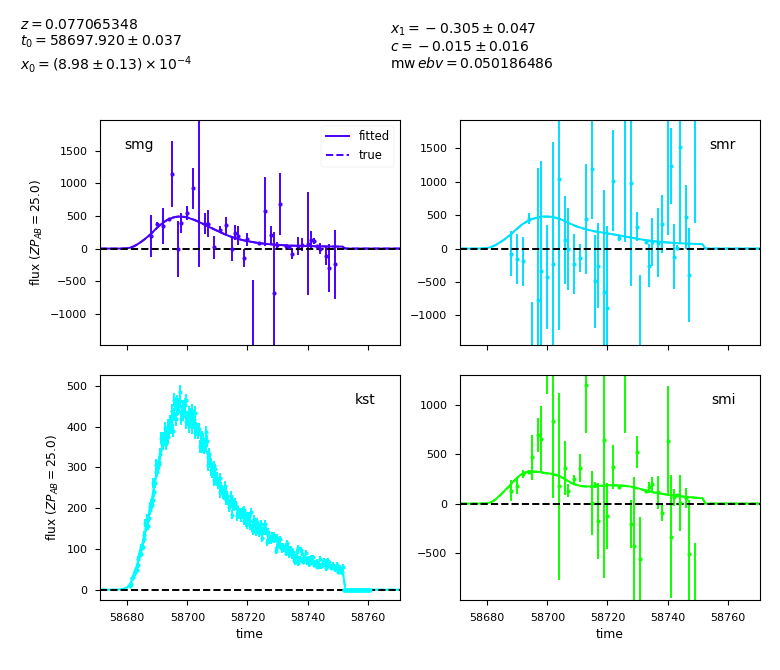 z = 0.077065348
t0 = 58697.920 ± 0.037
x0 = (8.98 ± 0.13) × 10^−4
x1 = −0.305 ± 0.047
c = −0.015 ± 0.016
mw ebv = 0.050186486
smg
fitted
true
1500
1000
500
0
−500
−1000
flux (ZP_AB = 25.0)
smr
1500
1000
500
0
−500
−1000
kst
500
400
300
200
100
0
flux (ZP_AB = 25.0)
58680 58700 58720 58740 58760
time
smi
1000
500
0
−500
58680 58700 58720 58740 58760
time